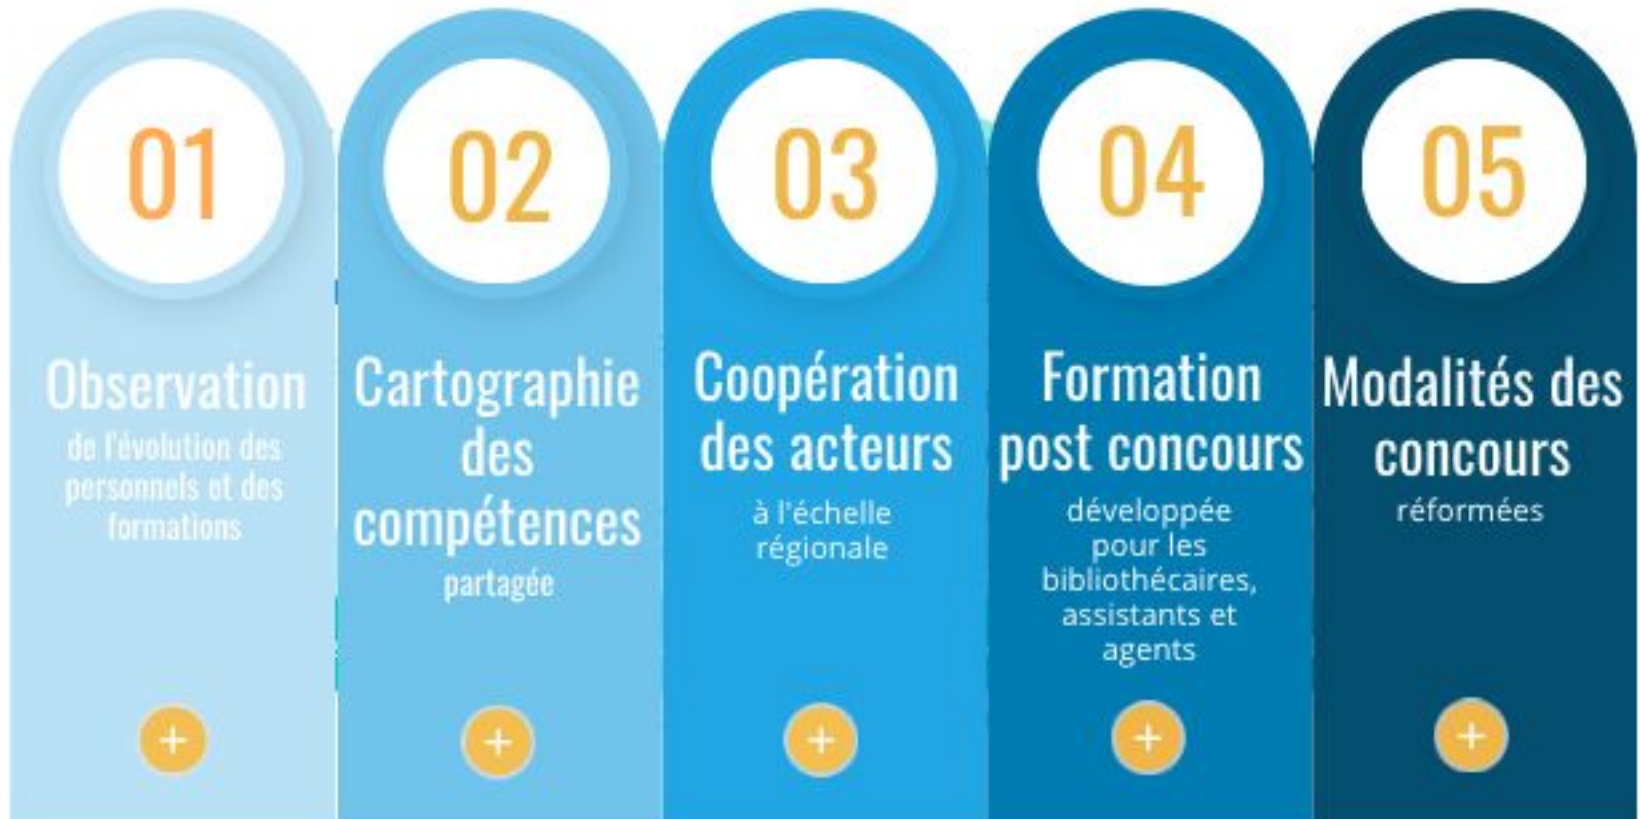 01
Observation
de l'évolution des
personnels et des
formations
+
02
Cartographie
des
compétences
partagée
+
03
Coopération
des acteurs
à l'échelle
régionale
+
04
Formation
post concours
développée
pour les
bibliothécaires,
assistants et
agents
+
05
Modalités des
concours
réformées
+